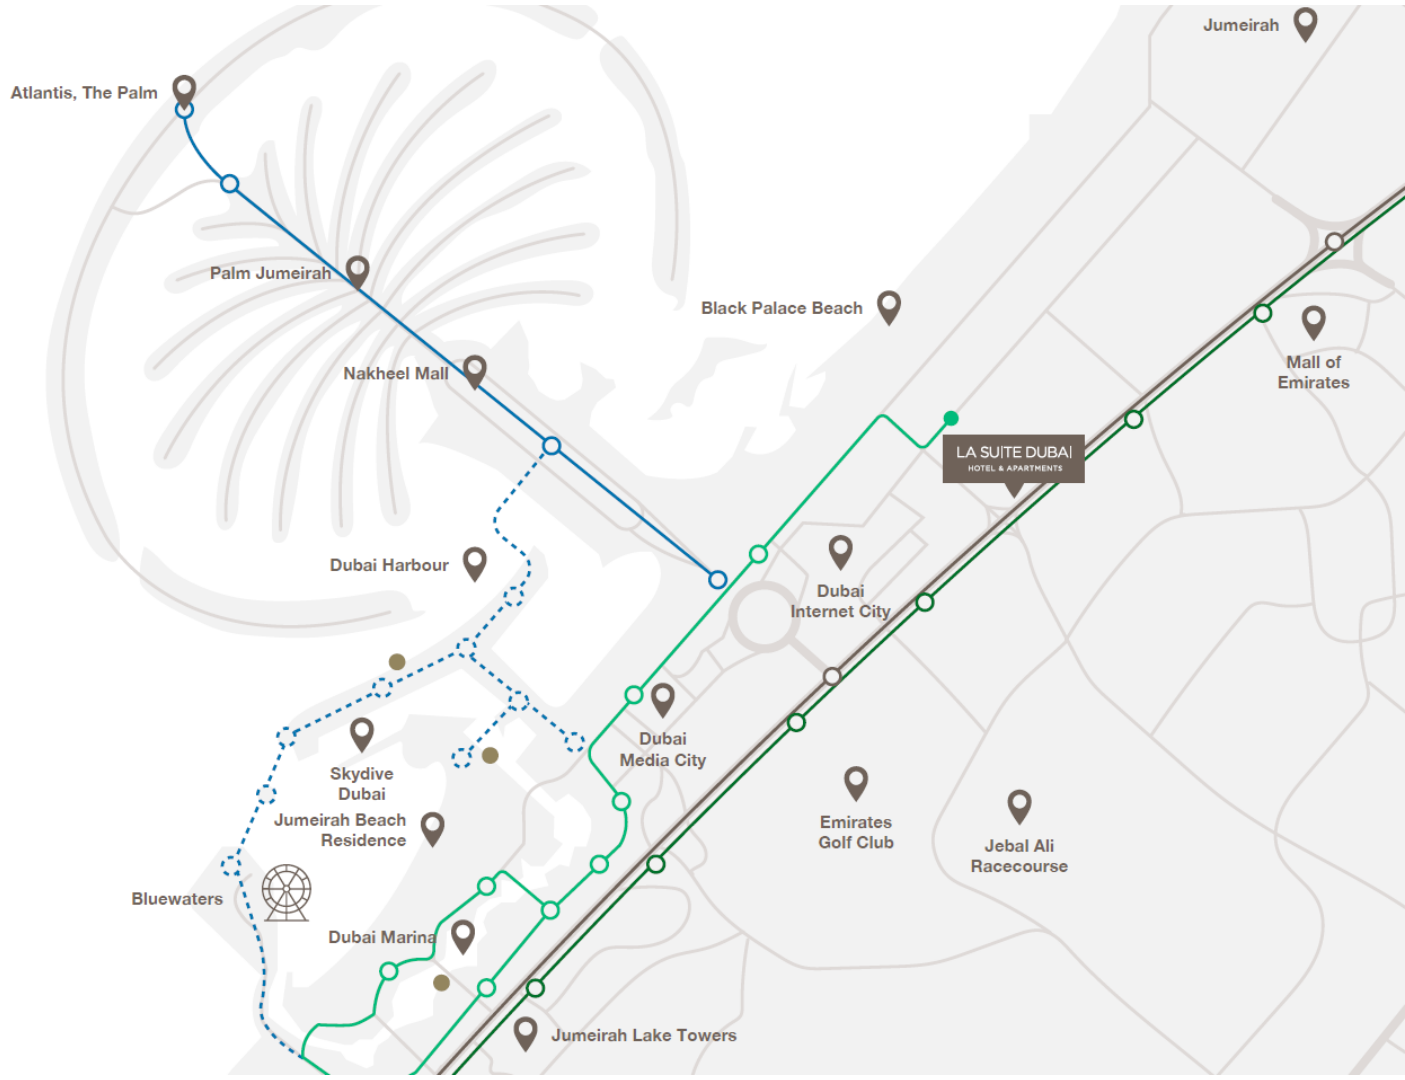 Jumeirah
Atlantis, The Palm
Palm Jumeirah
Black Palace Beach
Nakheel Mall
Mall of
Emirates
LA SUITE DUBAI
HOTEL & APARTMENTS
Dubai Harbour
Dubai
Internet City
Dubai
Media City
Skydive
Dubai
Jumeirah Beach
Residence
Emirates
Golf Club
Jebal Ali
Racecourse
Bluewaters
Dubai Marina
Jumeirah Lake Towers